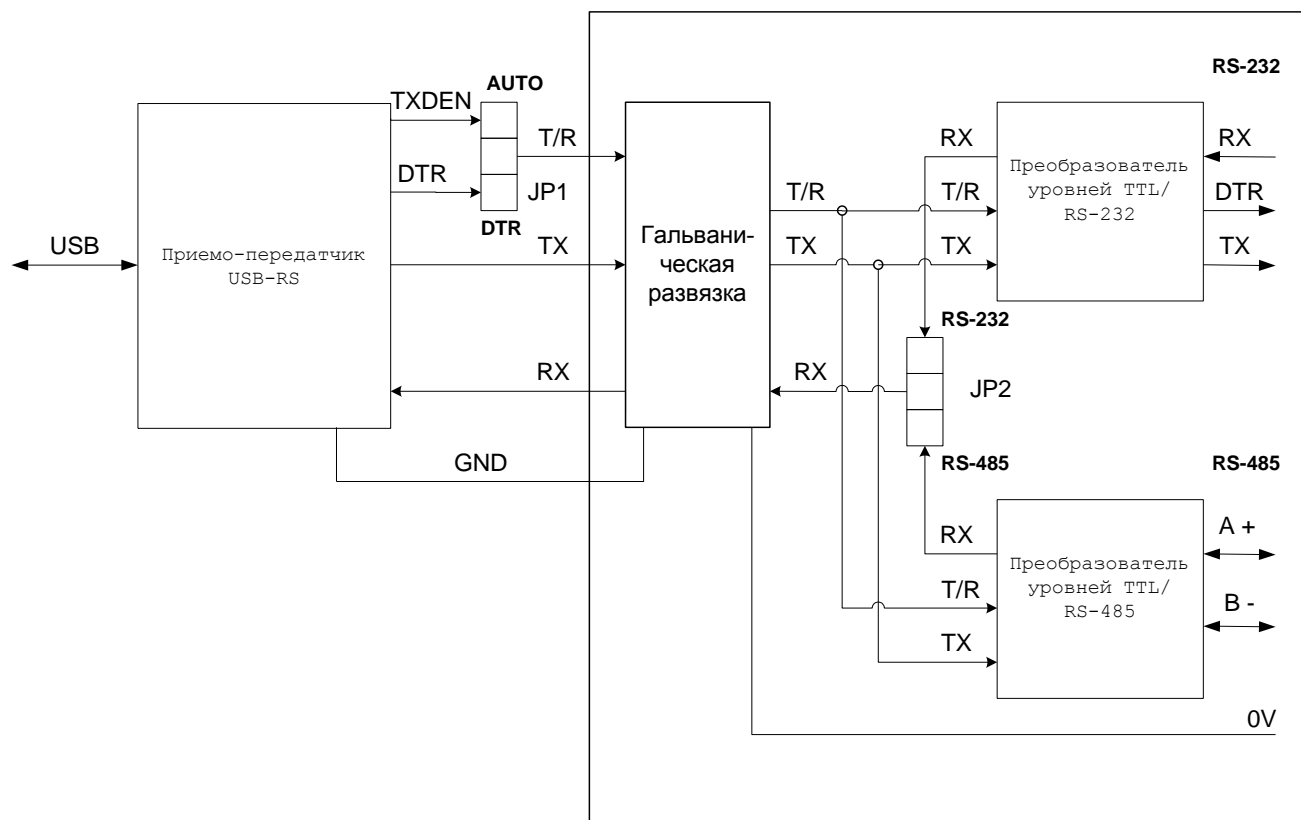 RS-232
AUTO
TXDEN
T/R
DTR
JP1
DTR
USB
Приемо-передатчик
USB-RS
TX
RX
GND
Гальвани-
ческая
развязка
T/R
TX
RX
RX
T/R
TX
Преобразователь
уровней TTL/
RS-232
RX
DTR
TX
RS-232
JP2
RS-485
RS-485
RX
T/R
TX
Преобразователь
уровней TTL/
RS-485
A +
B -
0V